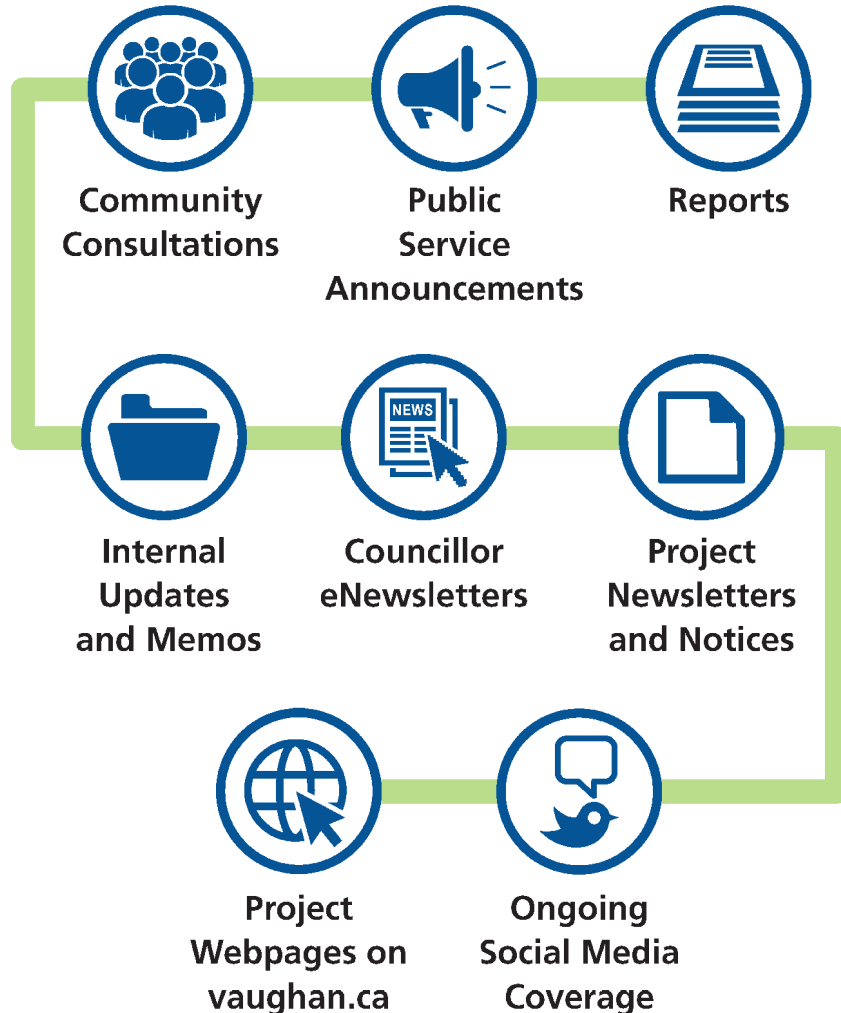 Community
Consultations
Public
Service
Announcements
Reports
Internal
Updates
and Memos
NEWS
Councillor
eNewsletters
Project
Newsletters
and Notices
Project
Webpages on
vaughan.ca
Ongoing
Social Media
Coverage